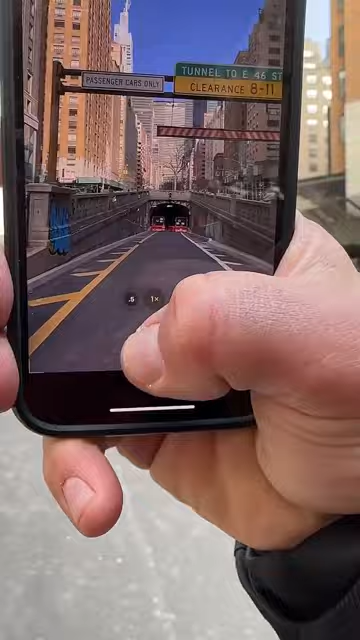 PASSENGER CARS ONLY
TUNNEL TO E 46 ST
CLEARANCE 8-11
.5
1×